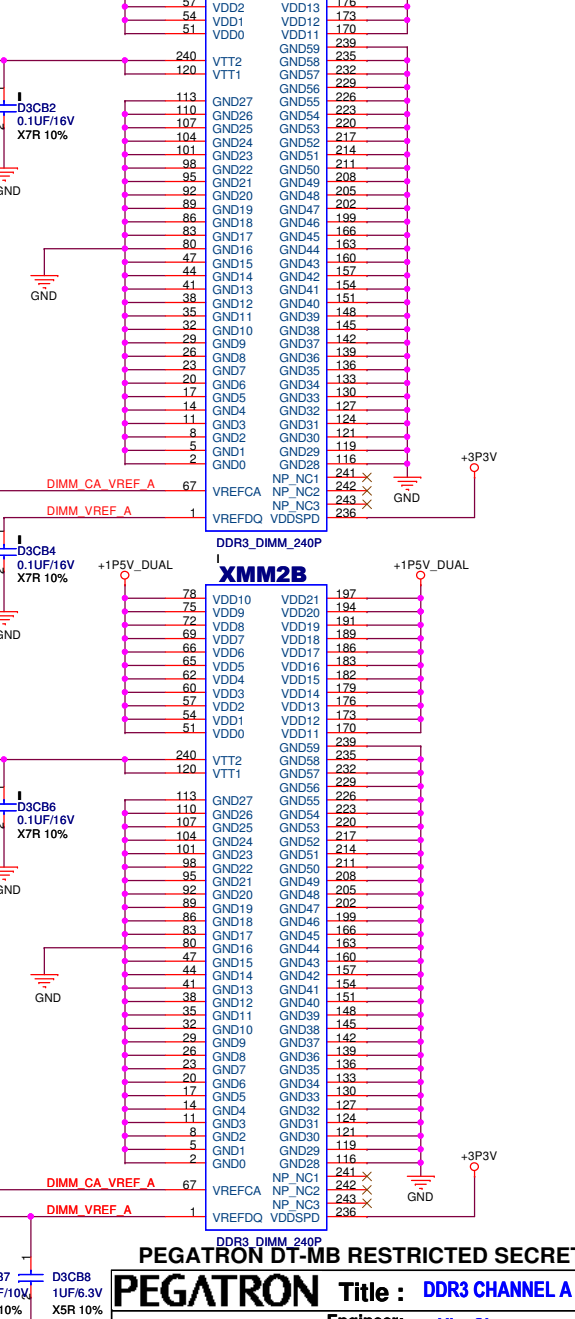 57 VDD2 VDD13 176
54 VDD1 VDD12 173
51 VDD0 VDD11 170
GND59 239
240 VTT2 GND58 235
120 VTT1 GND57 232
GND56 229
113 GND27 GND55 226
110 GND26 GND54 223
107 GND25 GND53 220
104 GND24 GND52 217
101 GND23 GND51 214
98 GND22 GND50 211
95 GND21 GND49 208
92 GND20 GND48 205
89 GND19 GND47 202
86 GND18 GND46 199
83 GND17 GND45 166
80 GND16 GND44 163
47 GND15 GND43 160
44 GND14 GND42 157
41 GND13 GND41 154
38 GND12 GND40 151
35 GND11 GND39 148
32 GND10 GND38 145
29 GND9 GND37 142
26 GND8 GND36 139
23 GND7 GND35 136
20 GND6 GND34 133
17 GND5 GND33 130
14 GND4 GND32 127
11 GND3 GND31 124
8 GND2 GND30 121
5 GND1 GND29 119
2 GND0 GND28 116
NP_NC1 241
DIMM_CA_VREF_A 67 VREFCA NP_NC2 242
NP_NC3 243
DIMM_VREF_A 1 VREFDQ VDDSPD 236
D3CB2
0.1UF/16V
X7R 10%
2
GND
GND
GND
+3P3V
DDR3_DIMM_240P
D3CB4
0.1UF/16V
X7R 10%
GND
+1P5V_DUAL
XMM2B
+1P5V_DUAL
78 VDD10 VDD21 197
75 VDD9 VDD20 194
72 VDD8 VDD19 191
69 VDD7 VDD18 189
66 VDD6 VDD17 186
65 VDD5 VDD16 183
62 VDD4 VDD15 182
60 VDD3 VDD14 179
57 VDD2 VDD13 176
54 VDD1 VDD12 173
51 VDD0 VDD11 170
GND59 239
240 VTT2 GND58 235
120 VTT1 GND57 232
GND56 229
113 GND27 GND55 226
110 GND26 GND54 223
107 GND25 GND53 220
104 GND24 GND52 217
101 GND23 GND51 214
98 GND22 GND50 211
95 GND21 GND49 208
92 GND20 GND48 205
89 GND19 GND47 202
86 GND18 GND46 199
83 GND17 GND45 166
80 GND16 GND44 163
47 GND15 GND43 160
44 GND14 GND42 157
41 GND13 GND41 154
38 GND12 GND40 151
35 GND11 GND39 148
32 GND10 GND38 145
29 GND9 GND37 142
26 GND8 GND36 139
23 GND7 GND35 136
20 GND6 GND34 133
17 GND5 GND33 130
14 GND4 GND32 127
11 GND3 GND31 124
8 GND2 GND30 121
5 GND1 GND29 119
2 GND0 GND28 116
NP_NC1 241
DIMM_CA_VREF_A 67 VREFCA NP_NC2 242
NP_NC3 243
DIMM_VREF_A 1 VREFDQ VDDSPD 236
D3CB6
0.1UF/16V
X7R 10%
GND
GND
GND
+3P3V
DDR3_DIMM_240P
PEGATRON DT-MB RESTRICTED SECRE
1
D3CB8
1UF/6.3V
X5R 10%
10%
PEGATRON Title : DDR3 CHANNEL A